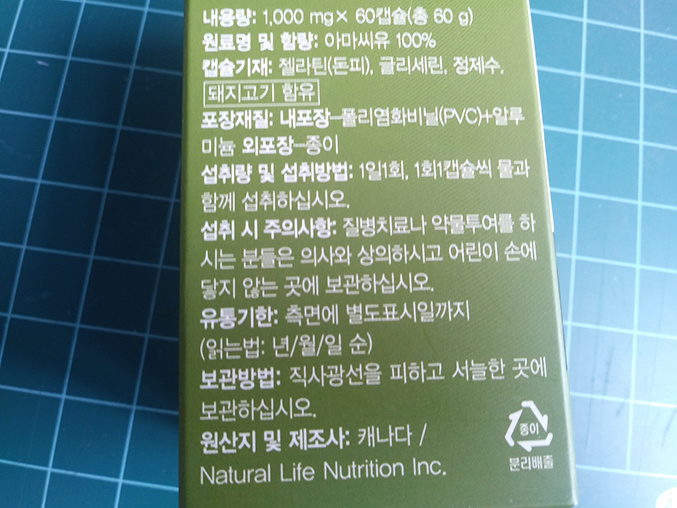 내용량: 1,000 mg× 60캡슐(총 60 g)
원료명 및 함량: 아마씨유 100%
캡슐기재: 젤라틴(돈피), 글리세린, 정제수.
돼지고기 함유
포장재질: 내포장-폴리염화비닐(PVC)+알루
미늄 외포장-종이
섭취량 및 섭취방법: 1일1회, 1회1캡슐씩 물과
함께 섭취하십시오.
섭취 시 주의사항: 질병치료나 약물투여를 하
시는 분들은 의사와 상의하시고 어린이 손에
닿지 않는 곳에 보관하십시오.
유통기한: 측면에 별도표시일까지
(읽는법: 년/월/일 순)
보관방법: 직사광선을 피하고 서늘한 곳에
보관하십시오.
원산지 및 제조사: 캐나다 /
Natural Life Nutrition Inc.
종이
분리배출